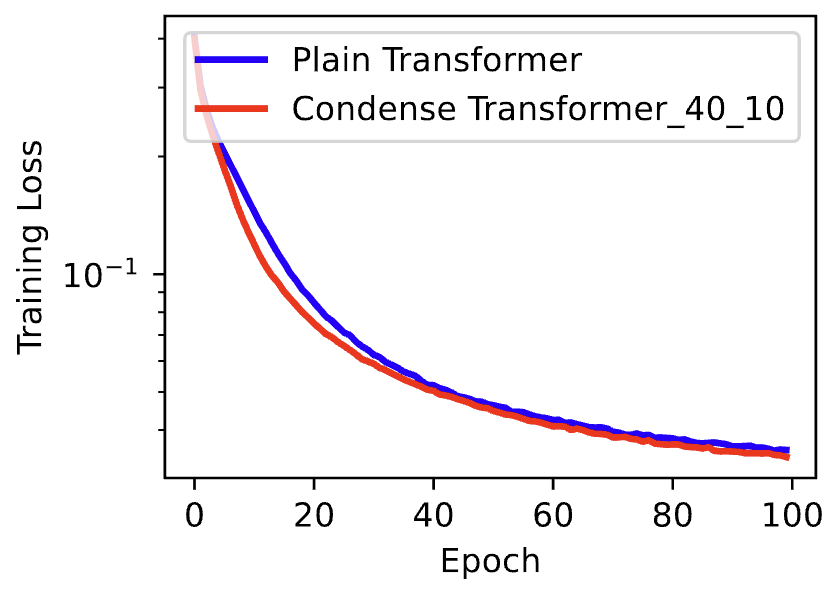 Plain Transformer
Condense Transformer_40_10
Training Loss
10⁻¹
0 20 40 60 80 100
Epoch